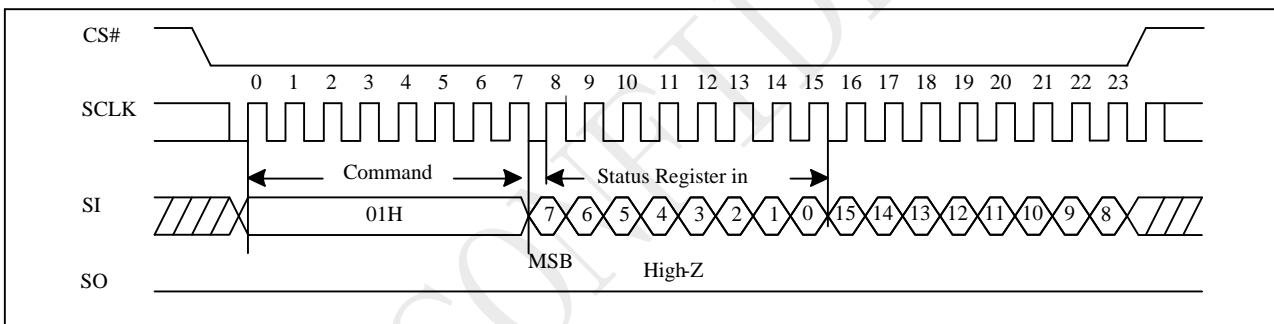 CONFIDE
CS#
0 1 2 3 4 5 6 7 8 9 10 11 12 13 14 15 16 17 18 19 20 21 22 23
SCLK
Command Status Register in
SI 01H 7 6 5 4 3 2 1 0 15 14 13 12 11 10 9 8
MSB High-Z
SO